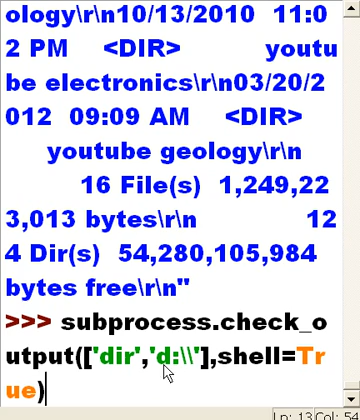 ology\r\n10/13/2010  11:0
2 PM    <DIR>          youtu
be electronics\r\n03/20/2
012  09:09 AM    <DIR>
      youtube geology\r\n
          16 File(s)  1,249,22
3,013 bytes\r\n             12
4 Dir(s)  54,280,105,984
bytes free\r\n"
>>> subprocess.check_o
utput(['dir','d:\\'],shell=Tr
ue)
Ln: 13 Col: 54